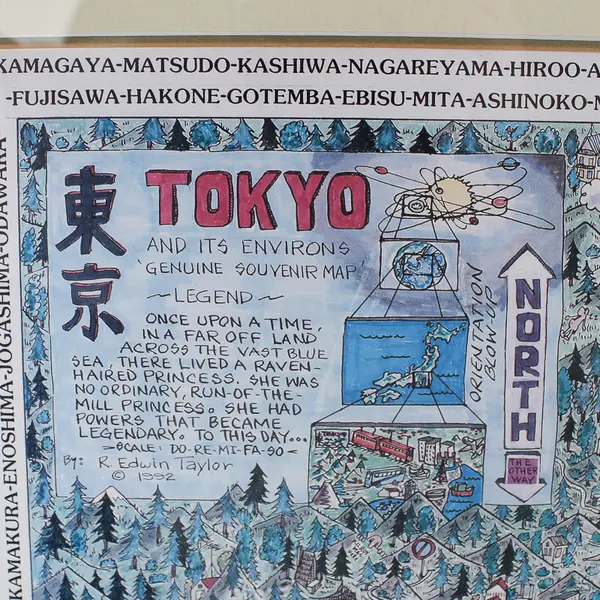 KAMAGAYA-MATSUDO-KASHIWA-NAGAREYAMA-HIROO-A
-FUJISAWA-HAKONE-GOTEMBA-EBISU-MITA-ASHINOKO-M
KAMAKURA-ENOSHIMA-JOGASHIMA-ODAWARA
東京
TOKYO
AND ITS ENVIRONS
'GENUINE SOUVENIR MAP'
~LEGEND~
ONCE UPON A TIME,
IN A FAR OFF LAND
ACROSS THE VAST BLUE
SEA, THERE LIVED A RAVEN-
HAIRED PRINCESS. SHE WAS
NO ORDINARY, RUN-OF-THE-
MILL PRINCESS. SHE HAD
POWERS THAT BECAME
LEGENDARY. TO THIS DAY...
~SCALE: DO-RE-MI-FA-SO~
By: R. Edwin Taylor
© 1992
ORIENTATION
BLOW-UP
NORTH
THE
OTHER
WAY